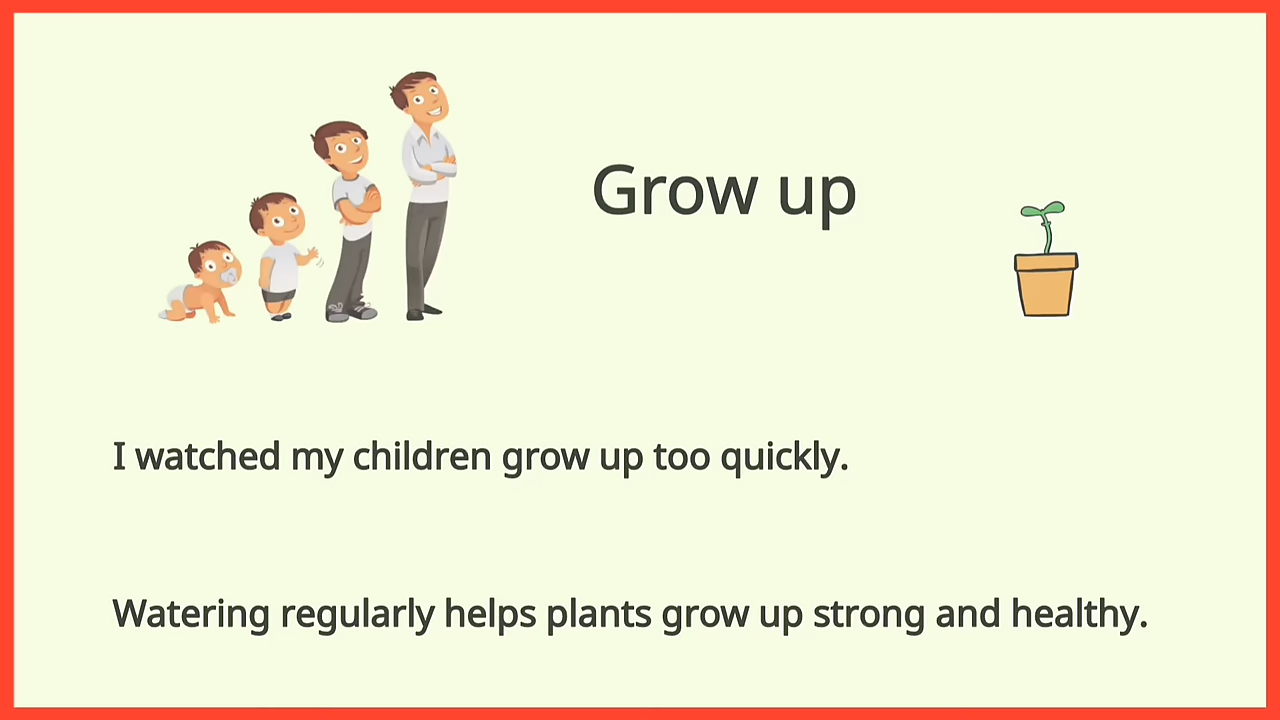 Grow up
I watched my children grow up too quickly.
Watering regularly helps plants grow up strong and healthy.